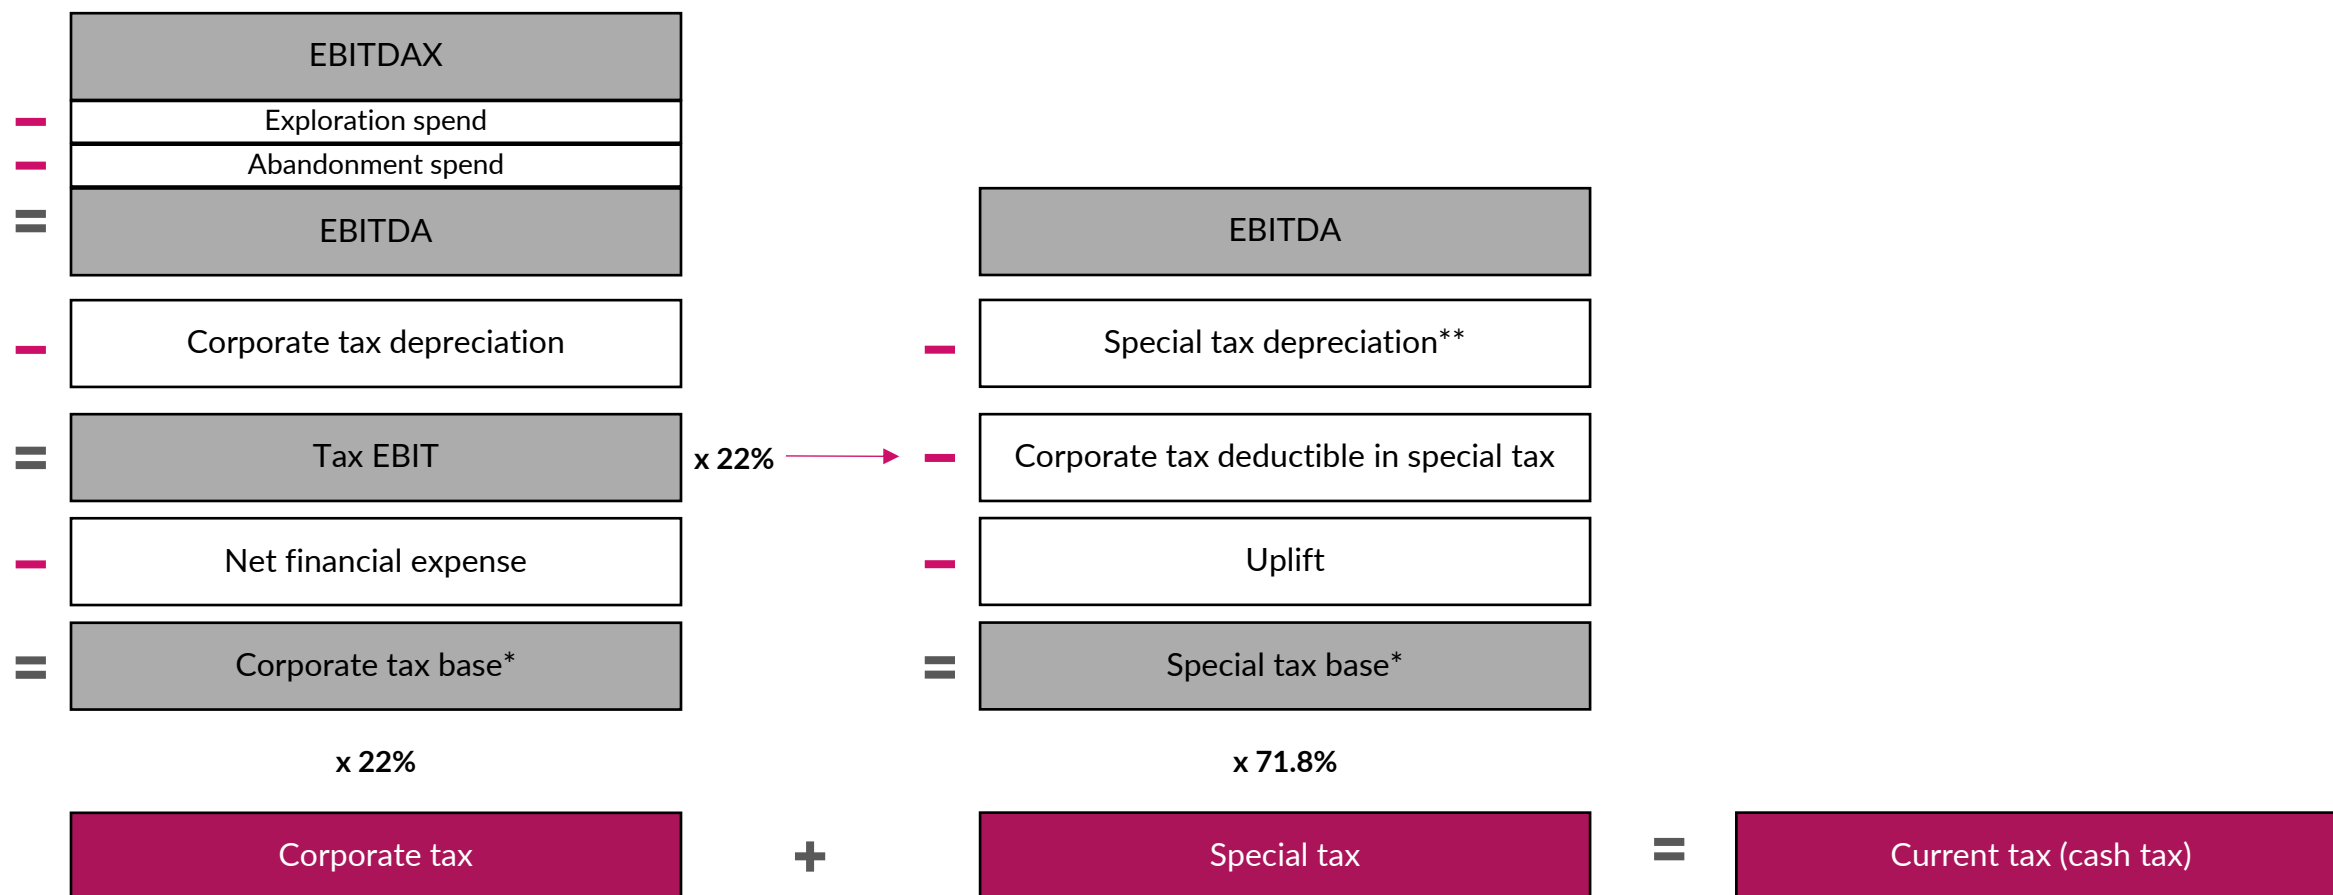 EBITDAX
Exploration spend
Abandonment spend
EBITDA
EBITDA
Corporate tax depreciation
Special tax depreciation**
Tax EBIT
x 22%
Corporate tax deductible in special tax
Net financial expense
Uplift
Corporate tax base*
Special tax base*
x 22%
x 71.8%
Corporate tax
+
Special tax
=
Current tax (cash tax)